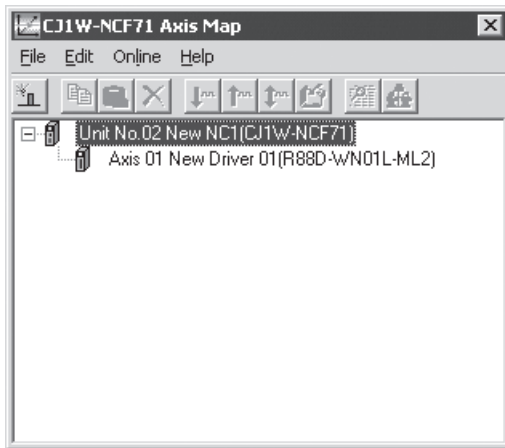 CJ1W-NCF71 Axis Map
File Edit Online Help
Unit No.02 New NC1(CJ1W-NCF71)
Axis 01 New Driver 01(R88D-WN01L-ML2)